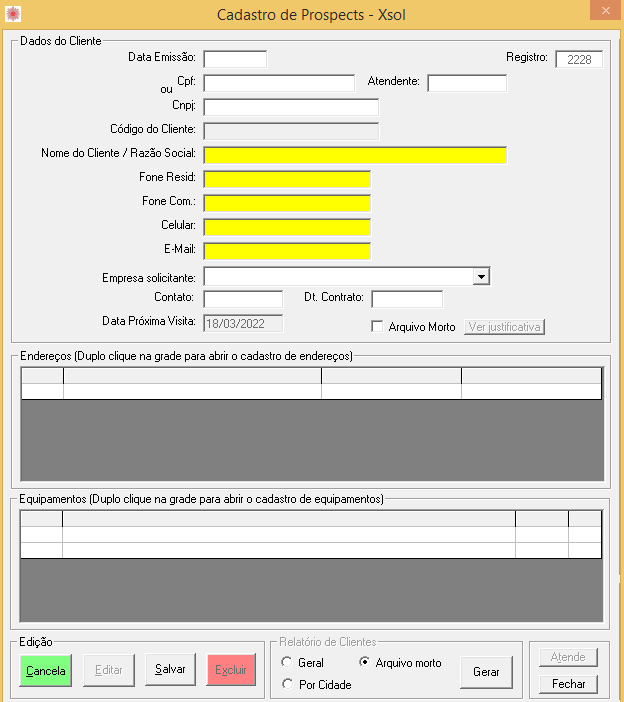 Cadastro de Prospects - Xsol
Dados do Cliente
Data Emissão:
Registro: 2228
Cpf:
ou
Atendente:
Cnpj:
Código do Cliente:
Nome do Cliente / Razão Social:
Fone Resid:
Fone Com.:
Celular:
E-Mail:
Empresa solicitante:
Contato:
Dt. Contrato:
Data Próxima Visita: 18/03/2022
Arquivo Morto
Ver justificativa
Endereços (Duplo clique na grade para abrir o cadastro de endereços)
Equipamentos (Duplo clique na grade para abrir o cadastro de equipamentos)
Edição
Cancela
Editar
Salvar
Excluir
Relatório de Clientes
Geral
Arquivo morto
Por Cidade
Gerar
Atende
Fechar